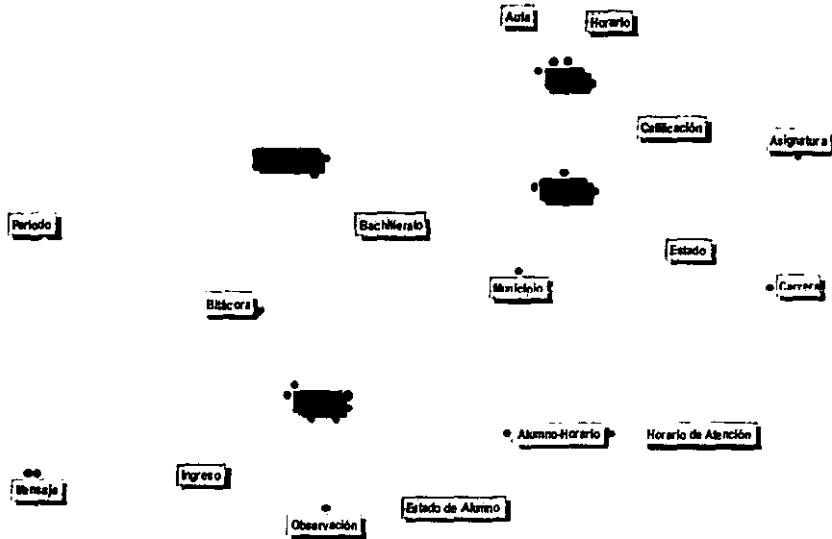 Aula
Horario
Calificación
Asignatura
Periodo
Bachillerato
Estado
Municipio
Carrera
Bitácora
Alumno-Horario
Horario de Atención
Ingreso
Mensaje
Estado de Alumno
Observación